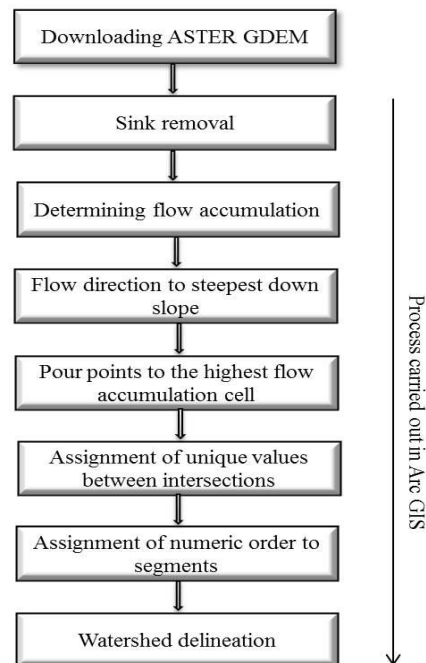 Downloading ASTER GDEM
Sink removal
Determining flow accumulation
Flow direction to steepest down
slope
Pour points to the highest flow
accumulation cell
Assignment of unique values
between intersections
Assignment of numeric order to
segments
Watershed delineation
Process carried out in Arc GIS